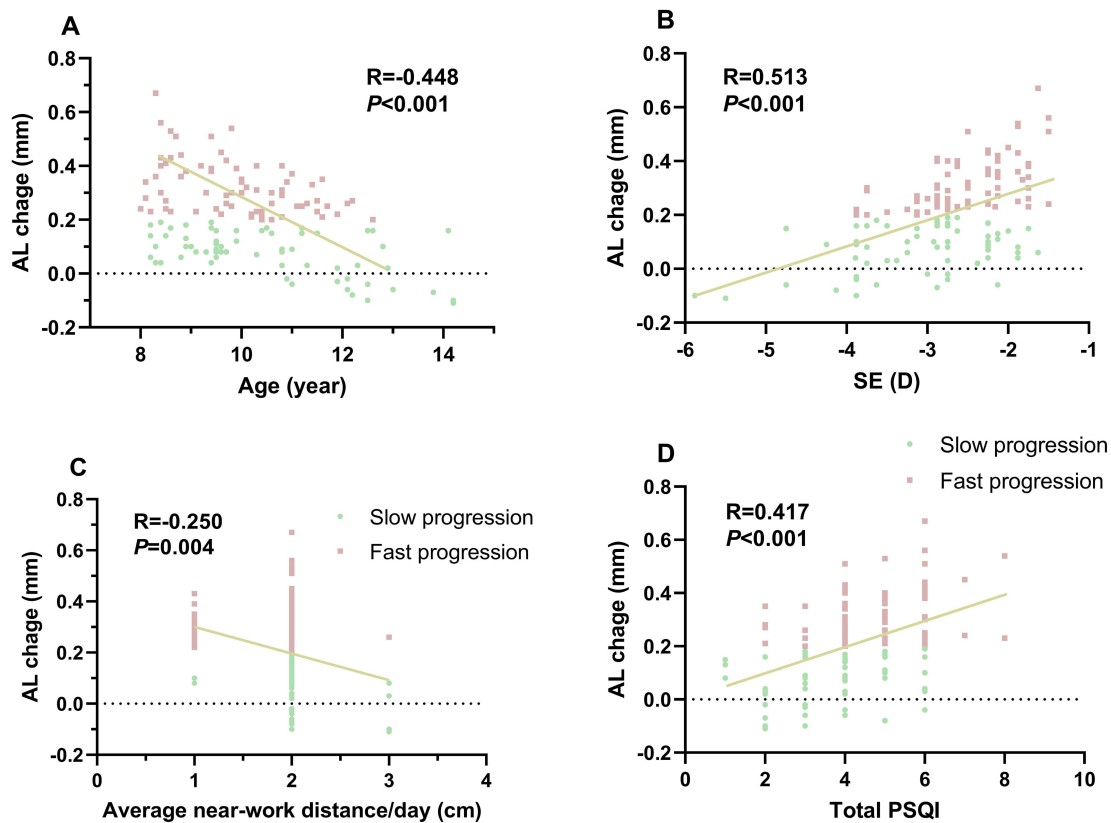 A
R=-0.448
P<0.001
AL chage (mm)
0.8
0.6
0.4
0.2
0.0
-0.2
8
10
12
14
Age (year)
B
R=0.513
P<0.001
AL chage (mm)
0.8
0.6
0.4
0.2
0.0
-0.2
-6
-5
-4
-3
-2
-1
SE (D)
C
R=-0.250
P=0.004
Slow progression
Fast progression
AL chage (mm)
0.8
0.6
0.4
0.2
0.0
-0.2
0
1
2
3
4
Average near-work distance/day (cm)
D
Slow progression
Fast progression
R=0.417
P<0.001
AL chage (mm)
0.8
0.6
0.4
0.2
0.0
-0.2
0
2
4
6
8
10
Total PSQI